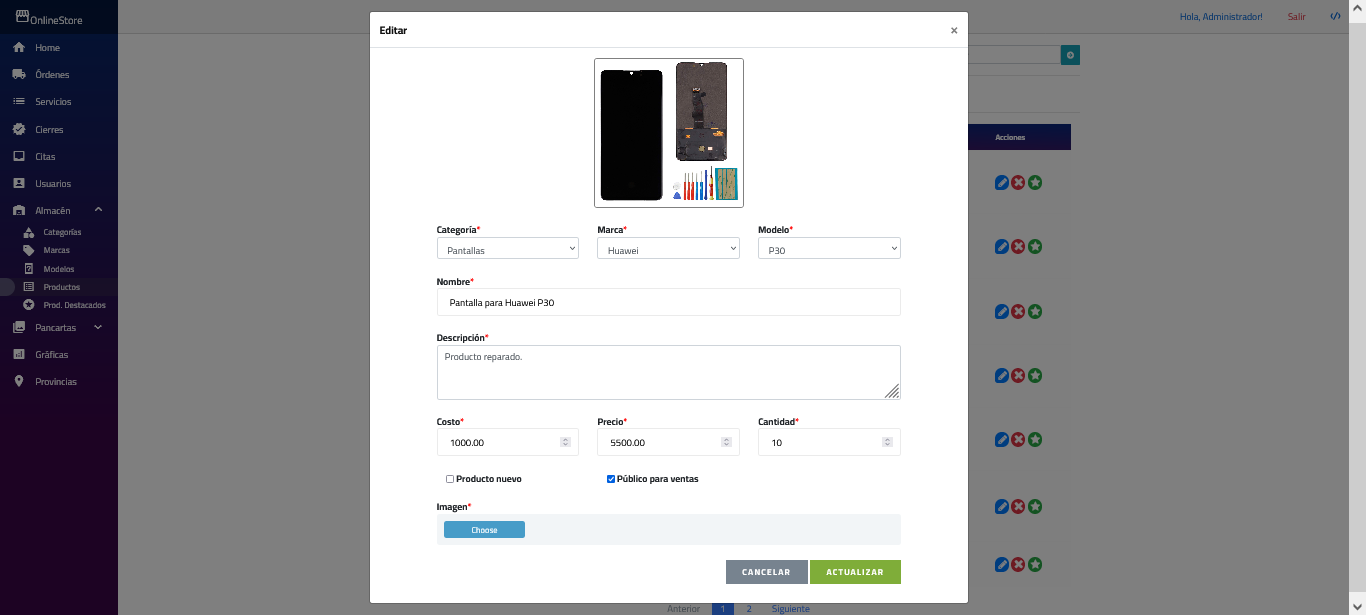 OnlineStore
Hola, Administrador!
Salir
Home
Órdenes
Servicios
Cierres
Citas
Usuarios
Almacén
Categorías
Marcas
Modelos
Productos
Prod. Destacados
Pancartas
Gráficas
Provincias
Editar
×
Categoría* Marca* Modelo*
Pantallas Huawei P30
Nombre*
Pantalla para Huawei P30
Descripción*
Producto reparado.
Costo* Precio* Cantidad*
1000.00 5500.00 10
Producto nuevo Público para ventas
Imagen*
Choose
CANCELAR ACTUALIZAR
Acciones
Anterior 1 2 Siguiente